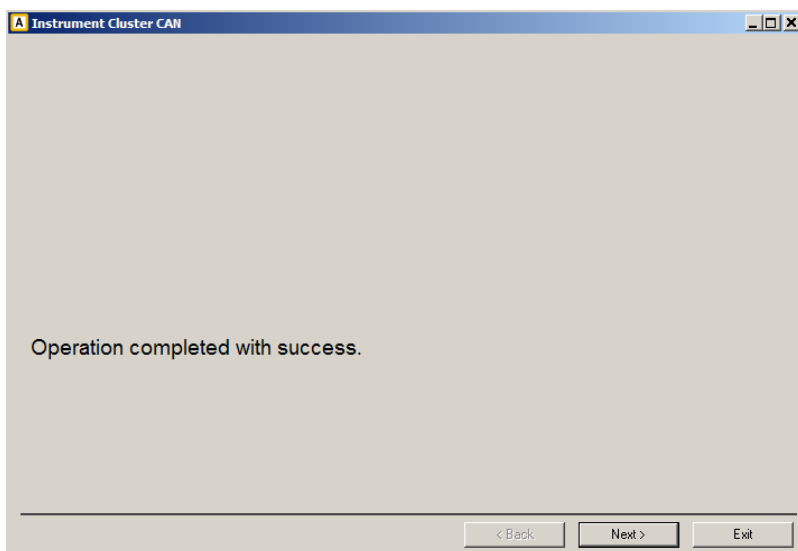 A Instrument Cluster CAN
Operation completed with success.
< Back Next > Exit